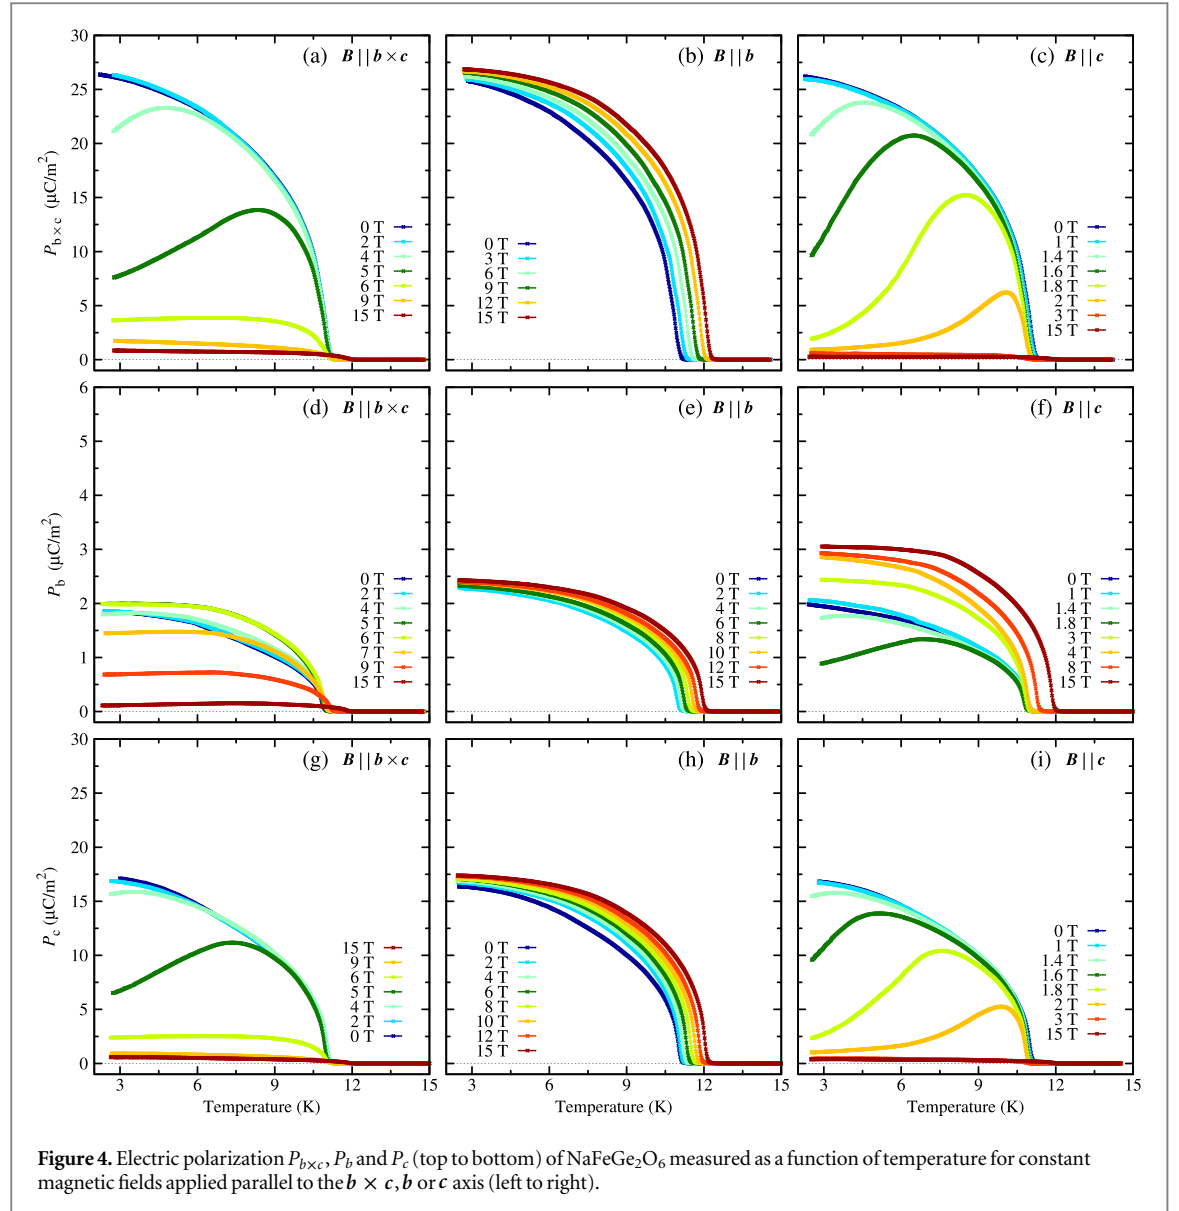 30
25
20
15
10
5
0
P_{b × c} (μC/m²)
(a) B || b × c
0 T
2 T
4 T
5 T
6 T
9 T
15 T
(b) B || b
0 T
3 T
6 T
9 T
12 T
15 T
(c) B || c
0 T
1 T
1.4 T
1.6 T
1.8 T
2 T
3 T
15 T
6
5
4
3
2
1
0
P_b (μC/m²)
(d) B || b × c
0 T
2 T
4 T
5 T
6 T
7 T
9 T
15 T
(e) B || b
0 T
2 T
4 T
6 T
8 T
10 T
12 T
15 T
(f) B || c
0 T
1 T
1.4 T
1.8 T
3 T
4 T
8 T
15 T
30
25
20
15
10
5
0
P_c (μC/m²)
(g) B || b × c
15 T
9 T
6 T
5 T
4 T
2 T
0 T
3 6 9 12 15
Temperature (K)
(h) B || b
0 T
2 T
4 T
6 T
8 T
10 T
12 T
15 T
3 6 9 12
Temperature (K)
(i) B || c
0 T
1 T
1.4 T
1.6 T
1.8 T
2 T
3 T
15 T
3 6 9 12 15
Temperature (K)
Figure 4. Electric polarization P_{b×c}, P_b and P_c (top to bottom) of NaFeGe₂O₆ measured as a function of temperature for constant
magnetic fields applied parallel to the b × c, b or c axis (left to right).